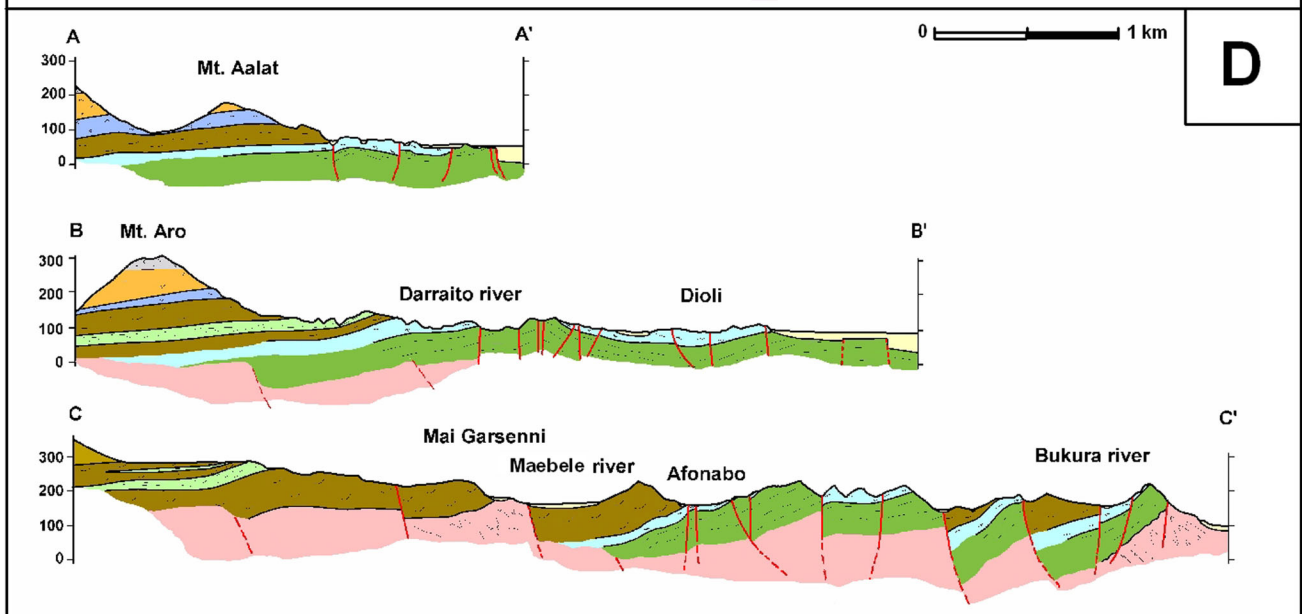 A A' 0 1 km
D
Mt. Aalat
300
200
100
0
B Mt. Aro B'
300
200
100
0
Darraito river Dioli
C C'
300
200
100
0
Mai Garsenni
Maebele river Afonabo Bukura river